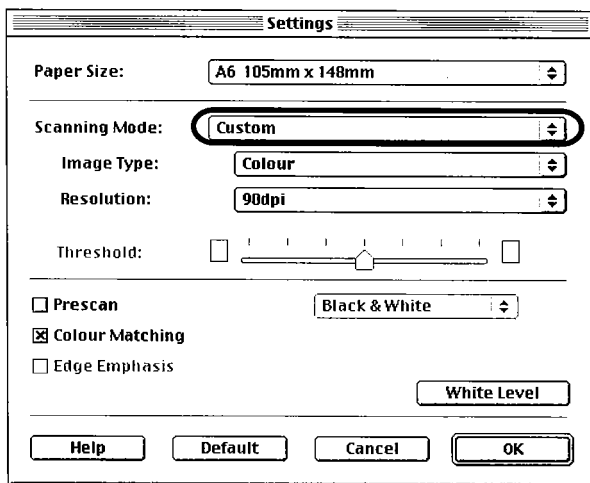 Settings
Paper Size: A6 105mm x 148mm
Scanning Mode: Custom
Image Type: Colour
Resolution: 90dpi
Threshold:
Prescan Black & White
Colour Matching
Edge Emphasis
White Level
Help Default Cancel OK